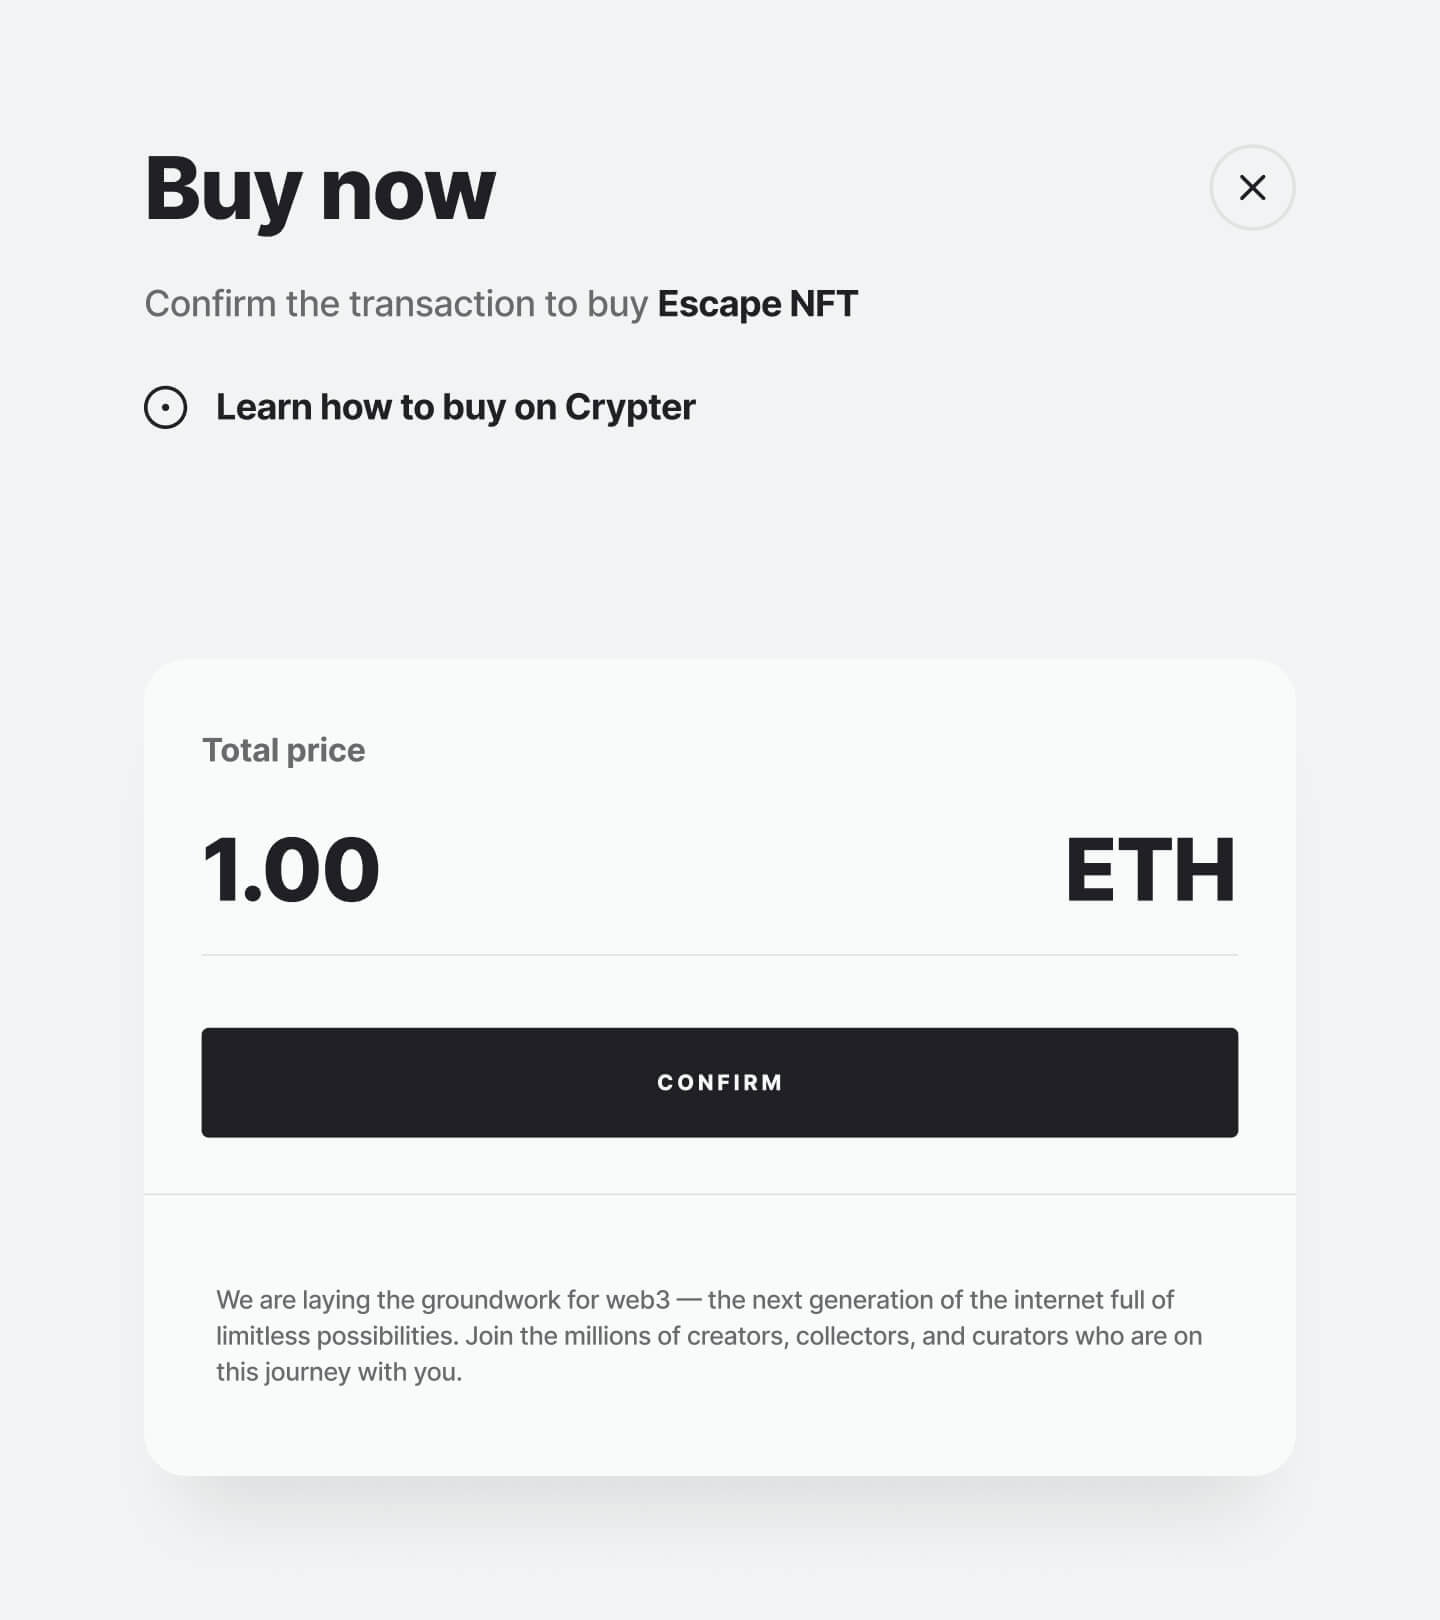 Buy now
Confirm the transaction to buy Escape NFT
Learn how to buy on Crypter
Total price
1.00 ETH
CONFIRM
We are laying the groundwork for web3 — the next generation of the internet full of
limitless possibilities. Join the millions of creators, collectors, and curators who are on
this journey with you.